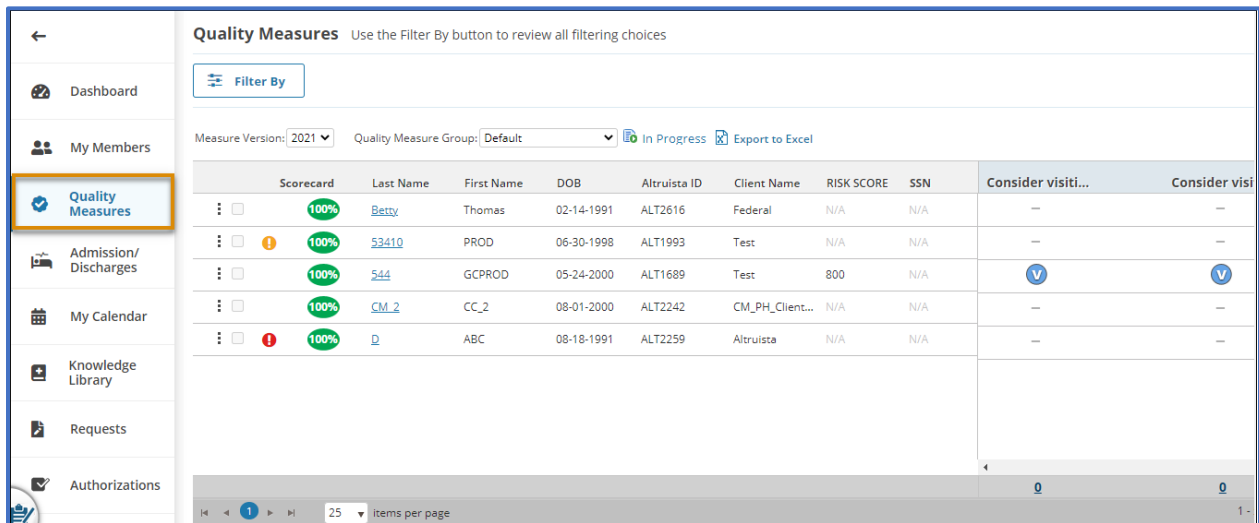 Quality Measures Use the Filter By button to review all filtering choices
Filter By
Dashboard
My Members
Quality
Measures
Admission/
Discharges
My Calendar
Knowledge
Library
Requests
Authorizations
Measure Version: 2021 Quality Measure Group: Default In Progress Export to Excel
Scorecard Last Name First Name DOB Altruista ID Client Name RISK SCORE SSN Consider visiti... Consider visi
100% Betty Thomas 02-14-1991 ALT2616 Federal N/A N/A – –
100% 53410 PROD 06-30-1998 ALT1993 Test N/A N/A – –
100% 544 GCPROD 05-24-2000 ALT1689 Test 800 N/A V V
100% CM_2 CC_2 08-01-2000 ALT2242 CM_PH_Client... N/A N/A – –
100% D ABC 08-18-1991 ALT2259 Altruista N/A N/A – –
0 0
1 25 items per page 1 -